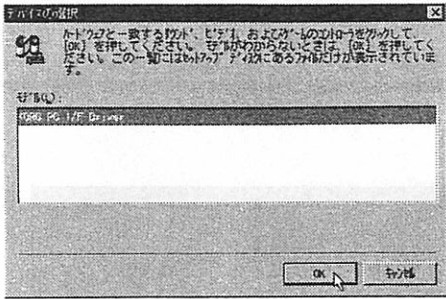 デバイスの選択
ハードウェアと一致するサウンド、ビデオ、およびゲームのコントローラをクリックして、
[OK] を押してください。 モデルがわからないときは、[OK] を押してく
ださい。この一覧にはセットアップ ディスクにあるファイルだけが表示されていま
す。
モデル(L):
KORG PC I/F Driver
OK
キャンセル